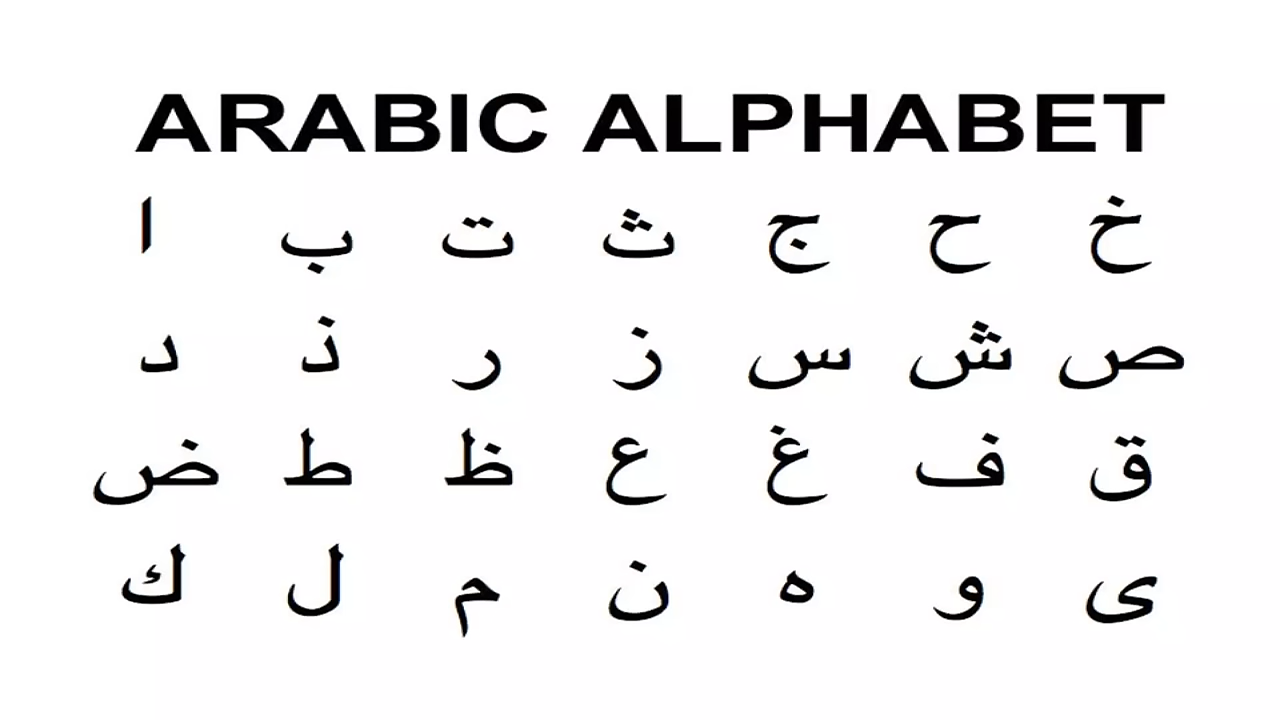 ARABIC ALPHABET
ا ب ت ث ج ح خ
د ذ ر ز س ش ص
ض ط ظ ع غ ف ق
ك ل م ن ه و ى